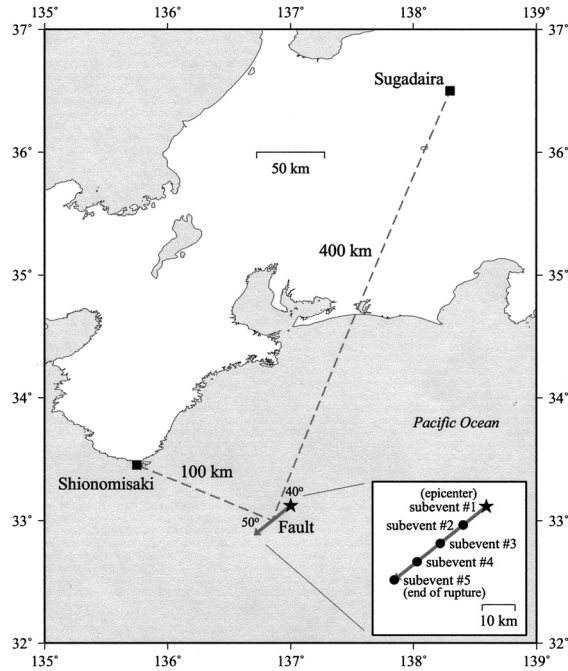 135° 136° 137° 138° 139°
37° 37°
Sugadaira
36° 36°
50 km
400 km
35° 35°
34° 34°
Pacific Ocean
100 km
Shionomisaki
40º
50º
Fault
33° 33°
(epicenter)
subevent #1
subevent #2
subevent #3
subevent #4
subevent #5
(end of rupture)
10 km
32° 32°
135° 136° 137° 138° 139°